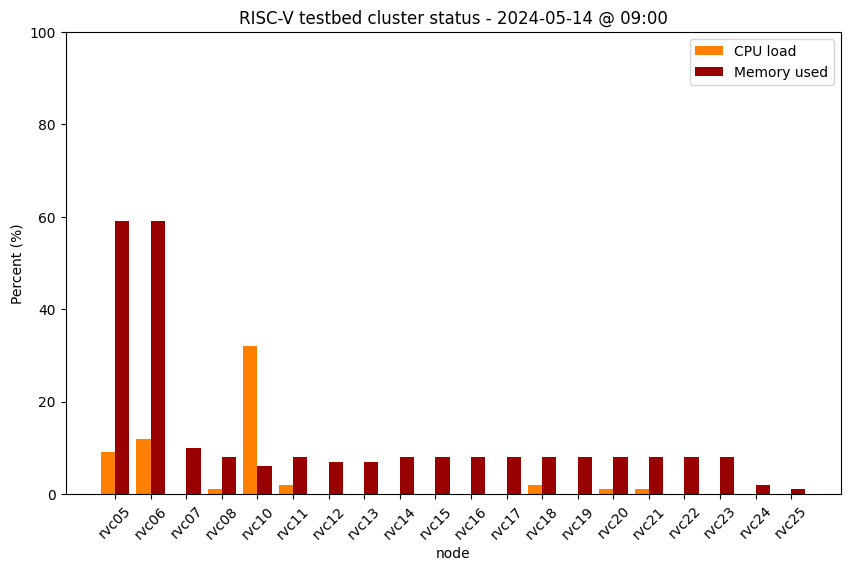 RISC-V testbed cluster status - 2024-05-14 @ 09:00
CPU load
Memory used
Percent (%)
100
80
60
40
20
0
rvc05 rvc06 rvc07 rvc08 rvc10 rvc11 rvc12 rvc13 rvc14 rvc15 rvc16 rvc17 rvc18 rvc19 rvc20 rvc21 rvc22 rvc23 rvc24 rvc25
node